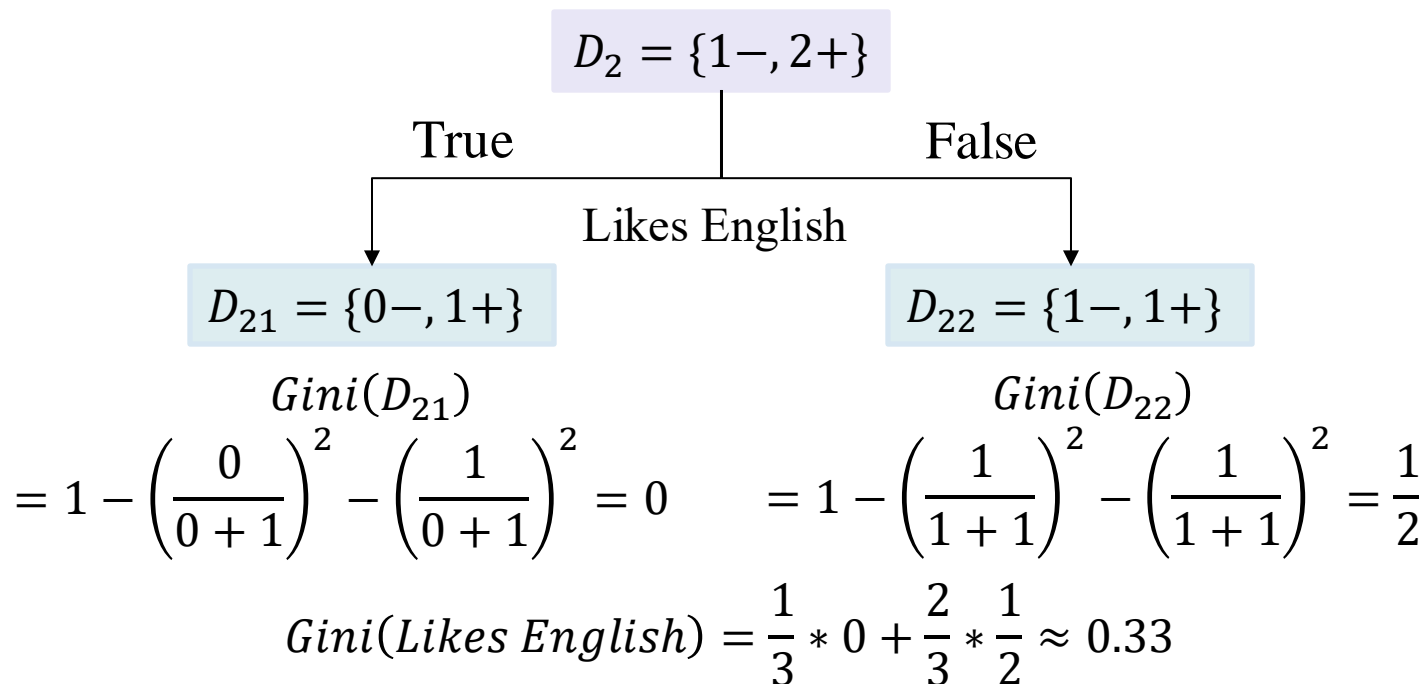 D₂ = {1−, 2+}
True False
Likes English
D₂₁ = {0−, 1+} D₂₂ = {1−, 1+}
Gini(D₂₁) Gini(D₂₂)
= 1 − (0/(0 + 1))² − (1/(0 + 1))² = 0 = 1 − (1/(1 + 1))² − (1/(1 + 1))² = 1/2
Gini(Likes English) = 1/3 * 0 + 2/3 * 1/2 ≈ 0.33